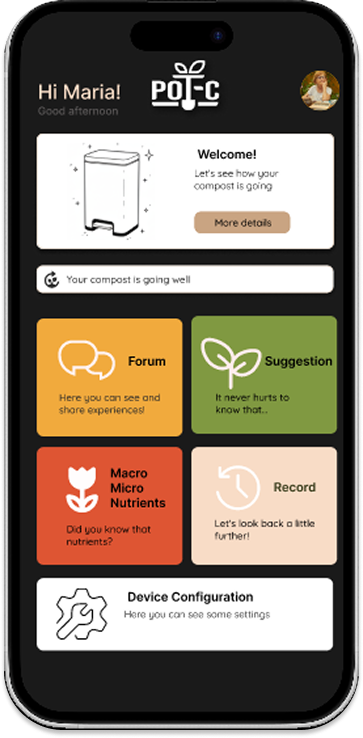 Hi Maria!
Good afternoon
POT-C
Welcome!
Let's see how your
compost is going
More details
Your compost is going well
Forum
Here you can see and
share experiences!
Suggestion
It never hurts to
know that...
Macro
Micro
Nutrients
Did you know that
nutrients?
Record
Let's look back a little
further!
Device Configuration
Here you can see some settings